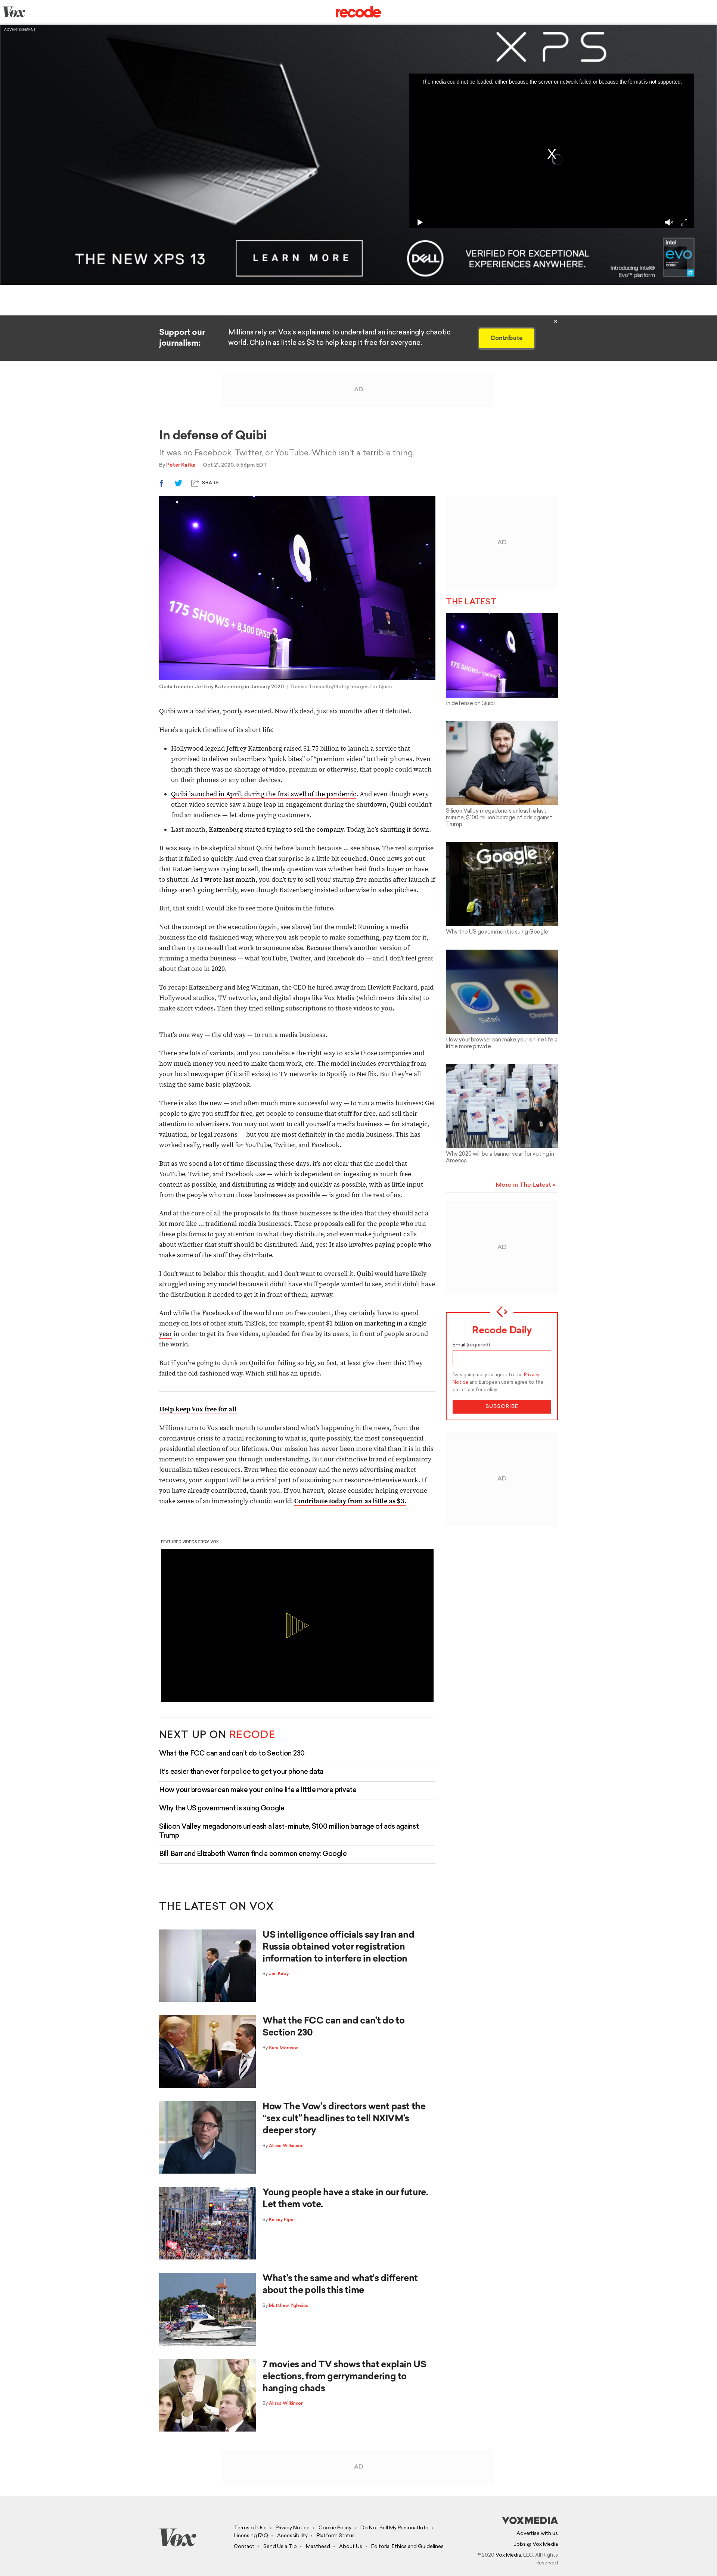 Vox
recode
ADVERTISEMENT
XPS
The media could not be loaded, either because the server or network failed or because the format is not supported.
X
THE NEW XPS 13
LEARN MORE
DELL
VERIFIED FOR EXCEPTIONAL
EXPERIENCES ANYWHERE.
Introducing Intel®
Evo™ platform
intel
evo
CORE
i7
Support our
journalism:
Millions rely on Vox's explainers to understand an increasingly chaotic
world. Chip in as little as $3 to help keep it free for everyone.
Contribute
×
AD
In defense of Quibi
It was no Facebook, Twitter, or YouTube. Which isn't a terrible thing.
By Peter Kafka | Oct 21, 2020, 6:56pm EDT
SHARE
175 SHOWS + 8,500 EPISODES
Quibi founder Jeffrey Katzenberg in January 2020. | Denise Truscello/Getty Images for Quibi
Quibi was a bad idea, poorly executed. Now it's dead, just six months after it debuted.
Here's a quick timeline of its short life:
• Hollywood legend Jeffrey Katzenberg raised $1.75 billion to launch a service that
promised to deliver subscribers "quick bites" of "premium video" to their phones. Even
though there was no shortage of video, premium or otherwise, that people could watch
on their phones or any other devices.
• Quibi launched in April, during the first swell of the pandemic. And even though every
other video service saw a huge leap in engagement during the shutdown, Quibi couldn't
find an audience — let alone paying customers.
• Last month, Katzenberg started trying to sell the company. Today, he's shutting it down.
It was easy to be skeptical about Quibi before launch because ... see above. The real surprise
is that it failed so quickly. And even that surprise is a little bit couched. Once news got out
that Katzenberg was trying to sell, the only question was whether he'd find a buyer or have
to shutter. As I wrote last month, you don't try to sell your startup five months after launch if
things aren't going terribly, even though Katzenberg insisted otherwise in sales pitches.
But, that said: I would like to see more Quibis in the future.
Not the concept or the execution (again, see above) but the model: Running a media
business the old-fashioned way, where you ask people to make something, pay them for it,
and then try to re-sell that work to someone else. Because there's another version of
running a media business — what YouTube, Twitter, and Facebook do — and I don't feel great
about that one in 2020.
To recap: Katzenberg and Meg Whitman, the CEO he hired away from Hewlett Packard, paid
Hollywood studios, TV networks, and digital shops like Vox Media (which owns this site) to
make short videos. Then they tried selling subscriptions to those videos to you.
That's one way — the old way — to run a media business.
There are lots of variants, and you can debate the right way to scale those companies and
how much money you need to make them work, etc. The model includes everything from
your local newspaper (if it still exists) to TV networks to Spotify to Netflix. But they're all
using the same basic playbook.
There is also the new — and often much more successful way — to run a media business: Get
people to give you stuff for free, get people to consume that stuff for free, and sell their
attention to advertisers. You may not want to call yourself a media business — for strategic,
valuation, or legal reasons — but you are most definitely in the media business. This has
worked really, really well for YouTube, Twitter, and Facebook.
But as we spend a lot of time discussing these days, it's not clear that the model that
YouTube, Twitter, and Facebook use — which is dependent on ingesting as much free
content as possible, and distributing as widely and quickly as possible, with as little input
from the people who run those businesses as possible — is good for the rest of us.
And at the core of all the proposals to fix those businesses is the idea that they should act a
lot more like ... traditional media businesses. These proposals call for the people who run
these platforms to pay attention to what they distribute, and even make judgment calls
about whether that stuff should be distributed. And, yes: It also involves paying people who
make some of the stuff they distribute.
I don't want to belabor this thought, and I don't want to oversell it. Quibi would have likely
struggled using any model because it didn't have stuff people wanted to see, and it didn't have
the distribution it needed to get it in front of them, anyway.
And while the Facebooks of the world run on free content, they certainly have to spend
money on lots of other stuff. TikTok, for example, spent $1 billion on marketing in a single
year in order to get its free videos, uploaded for free by its users, in front of people around
the world.
But if you're going to dunk on Quibi for failing so big, so fast, at least give them this: They
failed the old-fashioned way. Which still has an upside.
Help keep Vox free for all
Millions turn to Vox each month to understand what's happening in the news, from the
coronavirus crisis to a racial reckoning to what is, quite possibly, the most consequential
presidential election of our lifetimes. Our mission has never been more vital than it is in this
moment: to empower you through understanding. But our distinctive brand of explanatory
journalism takes resources. Even when the economy and the news advertising market
recovers, your support will be a critical part of sustaining our resource-intensive work. If
you have already contributed, thank you. If you haven't, please consider helping everyone
make sense of an increasingly chaotic world: Contribute today from as little as $3.
AD
THE LATEST
In defense of Quibi
Silicon Valley megadonors unleash a last-
minute, $100 million barrage of ads against
Trump
Google
Why the US government is suing Google
Safari
Chrome
How your browser can make your online life a
little more private
Why 2020 will be a banner year for voting in
America
More in The Latest
AD
Recode Daily
Email (required)
By signing up, you agree to our Privacy
Notice and European users agree to the
data transfer policy.
SUBSCRIBE
AD
FEATURED VIDEOS FROM VOX
NEXT UP ON RECODE
What the FCC can and can't do to Section 230
It's easier than ever for police to get your phone data
How your browser can make your online life a little more private
Why the US government is suing Google
Silicon Valley megadonors unleash a last-minute, $100 million barrage of ads against
Trump
Bill Barr and Elizabeth Warren find a common enemy: Google
THE LATEST ON VOX
US intelligence officials say Iran and
Russia obtained voter registration
information to interfere in election
By Jen Kirby
What the FCC can and can't do to
Section 230
By Sara Morrison
How The Vow's directors went past the
"sex cult" headlines to tell NXIVM's
deeper story
By Alissa Wilkinson
Young people have a stake in our future.
Let them vote.
By Kelsey Piper
What's the same and what's different
about the polls this time
By Matthew Yglesias
7 movies and TV shows that explain US
elections, from gerrymandering to
hanging chads
By Alissa Wilkinson
AD
Vox
Terms of Use • Privacy Notice • Cookie Policy • Do Not Sell My Personal Info •
Licensing FAQ • Accessibility • Platform Status
Contact • Send Us a Tip • Masthead • About Us • Editorial Ethics and Guidelines
VOXMEDIA
Advertise with us
Jobs @ Vox Media
© 2020 Vox Media, LLC. All Rights
Reserved